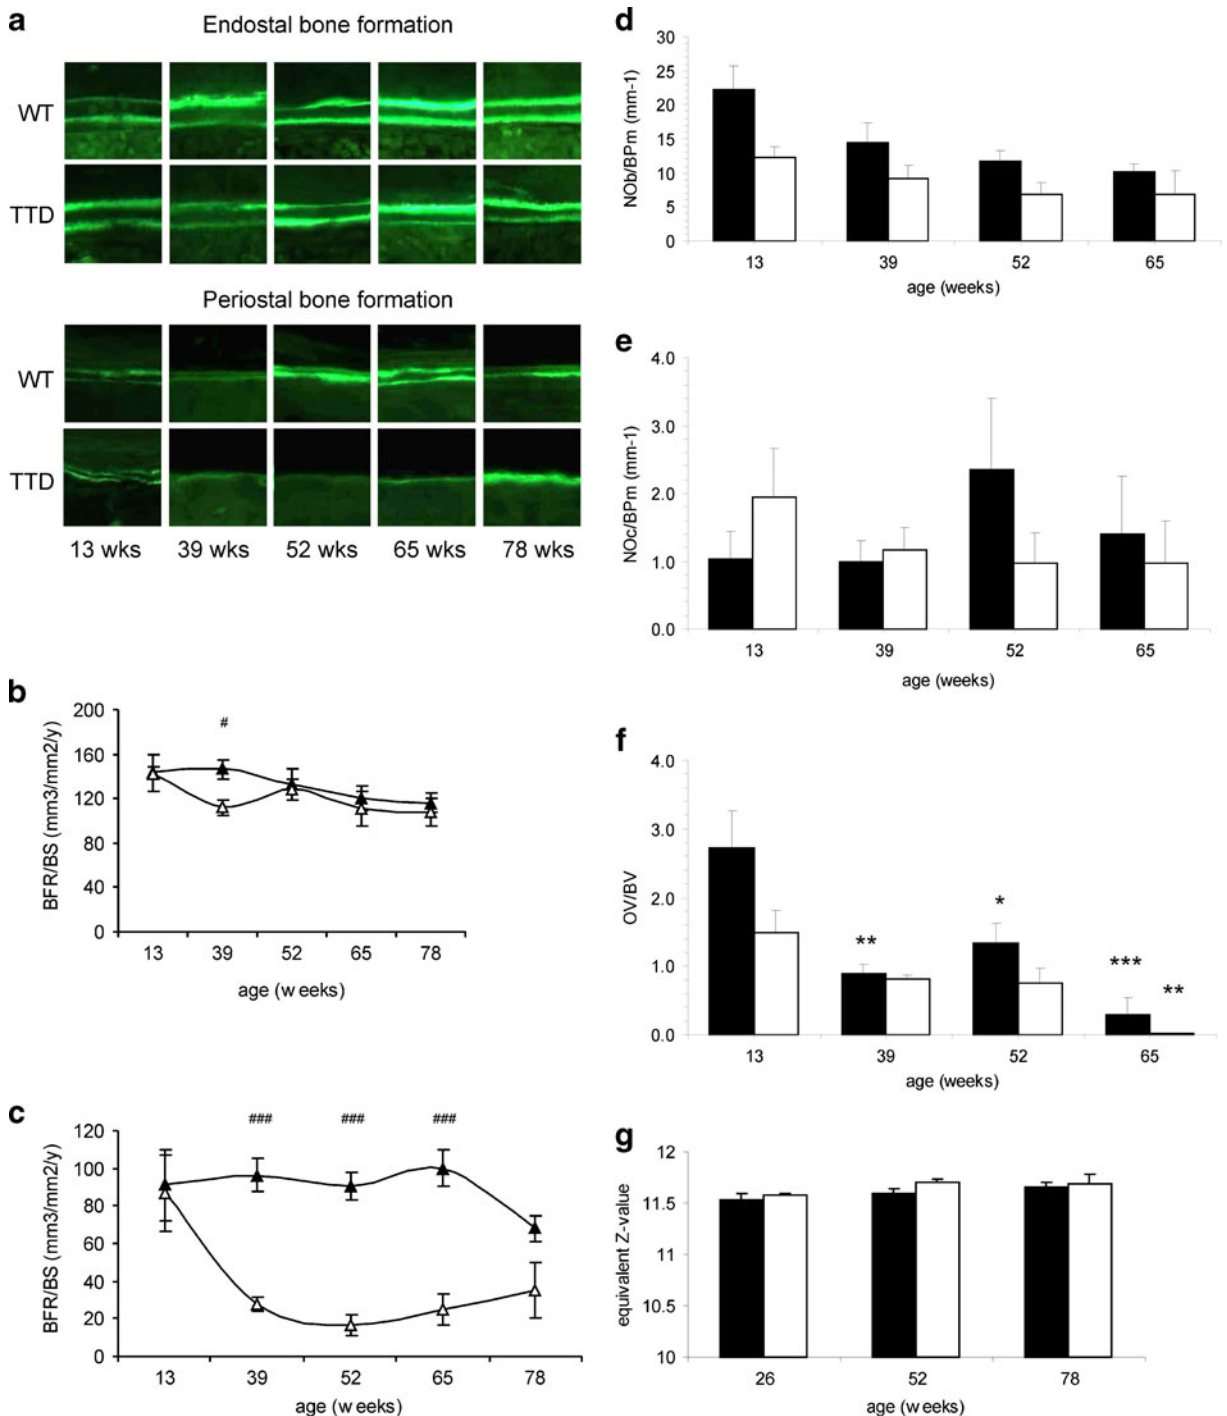 a
Endostal bone formation
WT
TTD
Periostal bone formation
WT
TTD
13 wks 39 wks 52 wks 65 wks 78 wks
b
BFR/BS (mm3/mm2/y)
200
160
120
80
40
0
#
13 39 52 65 78
age (weeks)
c
BFR/BS (mm3/mm2/y)
120
100
80
60
40
20
0
### ### ###
13 39 52 65 78
age (weeks)
d
NOb/BPm (mm-1)
30
25
20
15
10
5
0
13 39 52 65
age (weeks)
e
NOc/BPm (mm-1)
4.0
3.0
2.0
1.0
0.0
13 39 52 65
age (weeks)
f
OV/BV
4.0
3.0
2.0
1.0
0.0
** * *** **
13 39 52 65
age (weeks)
g
equivalent Z-value
12
11.5
11
10.5
10
26 52 78
age (weeks)